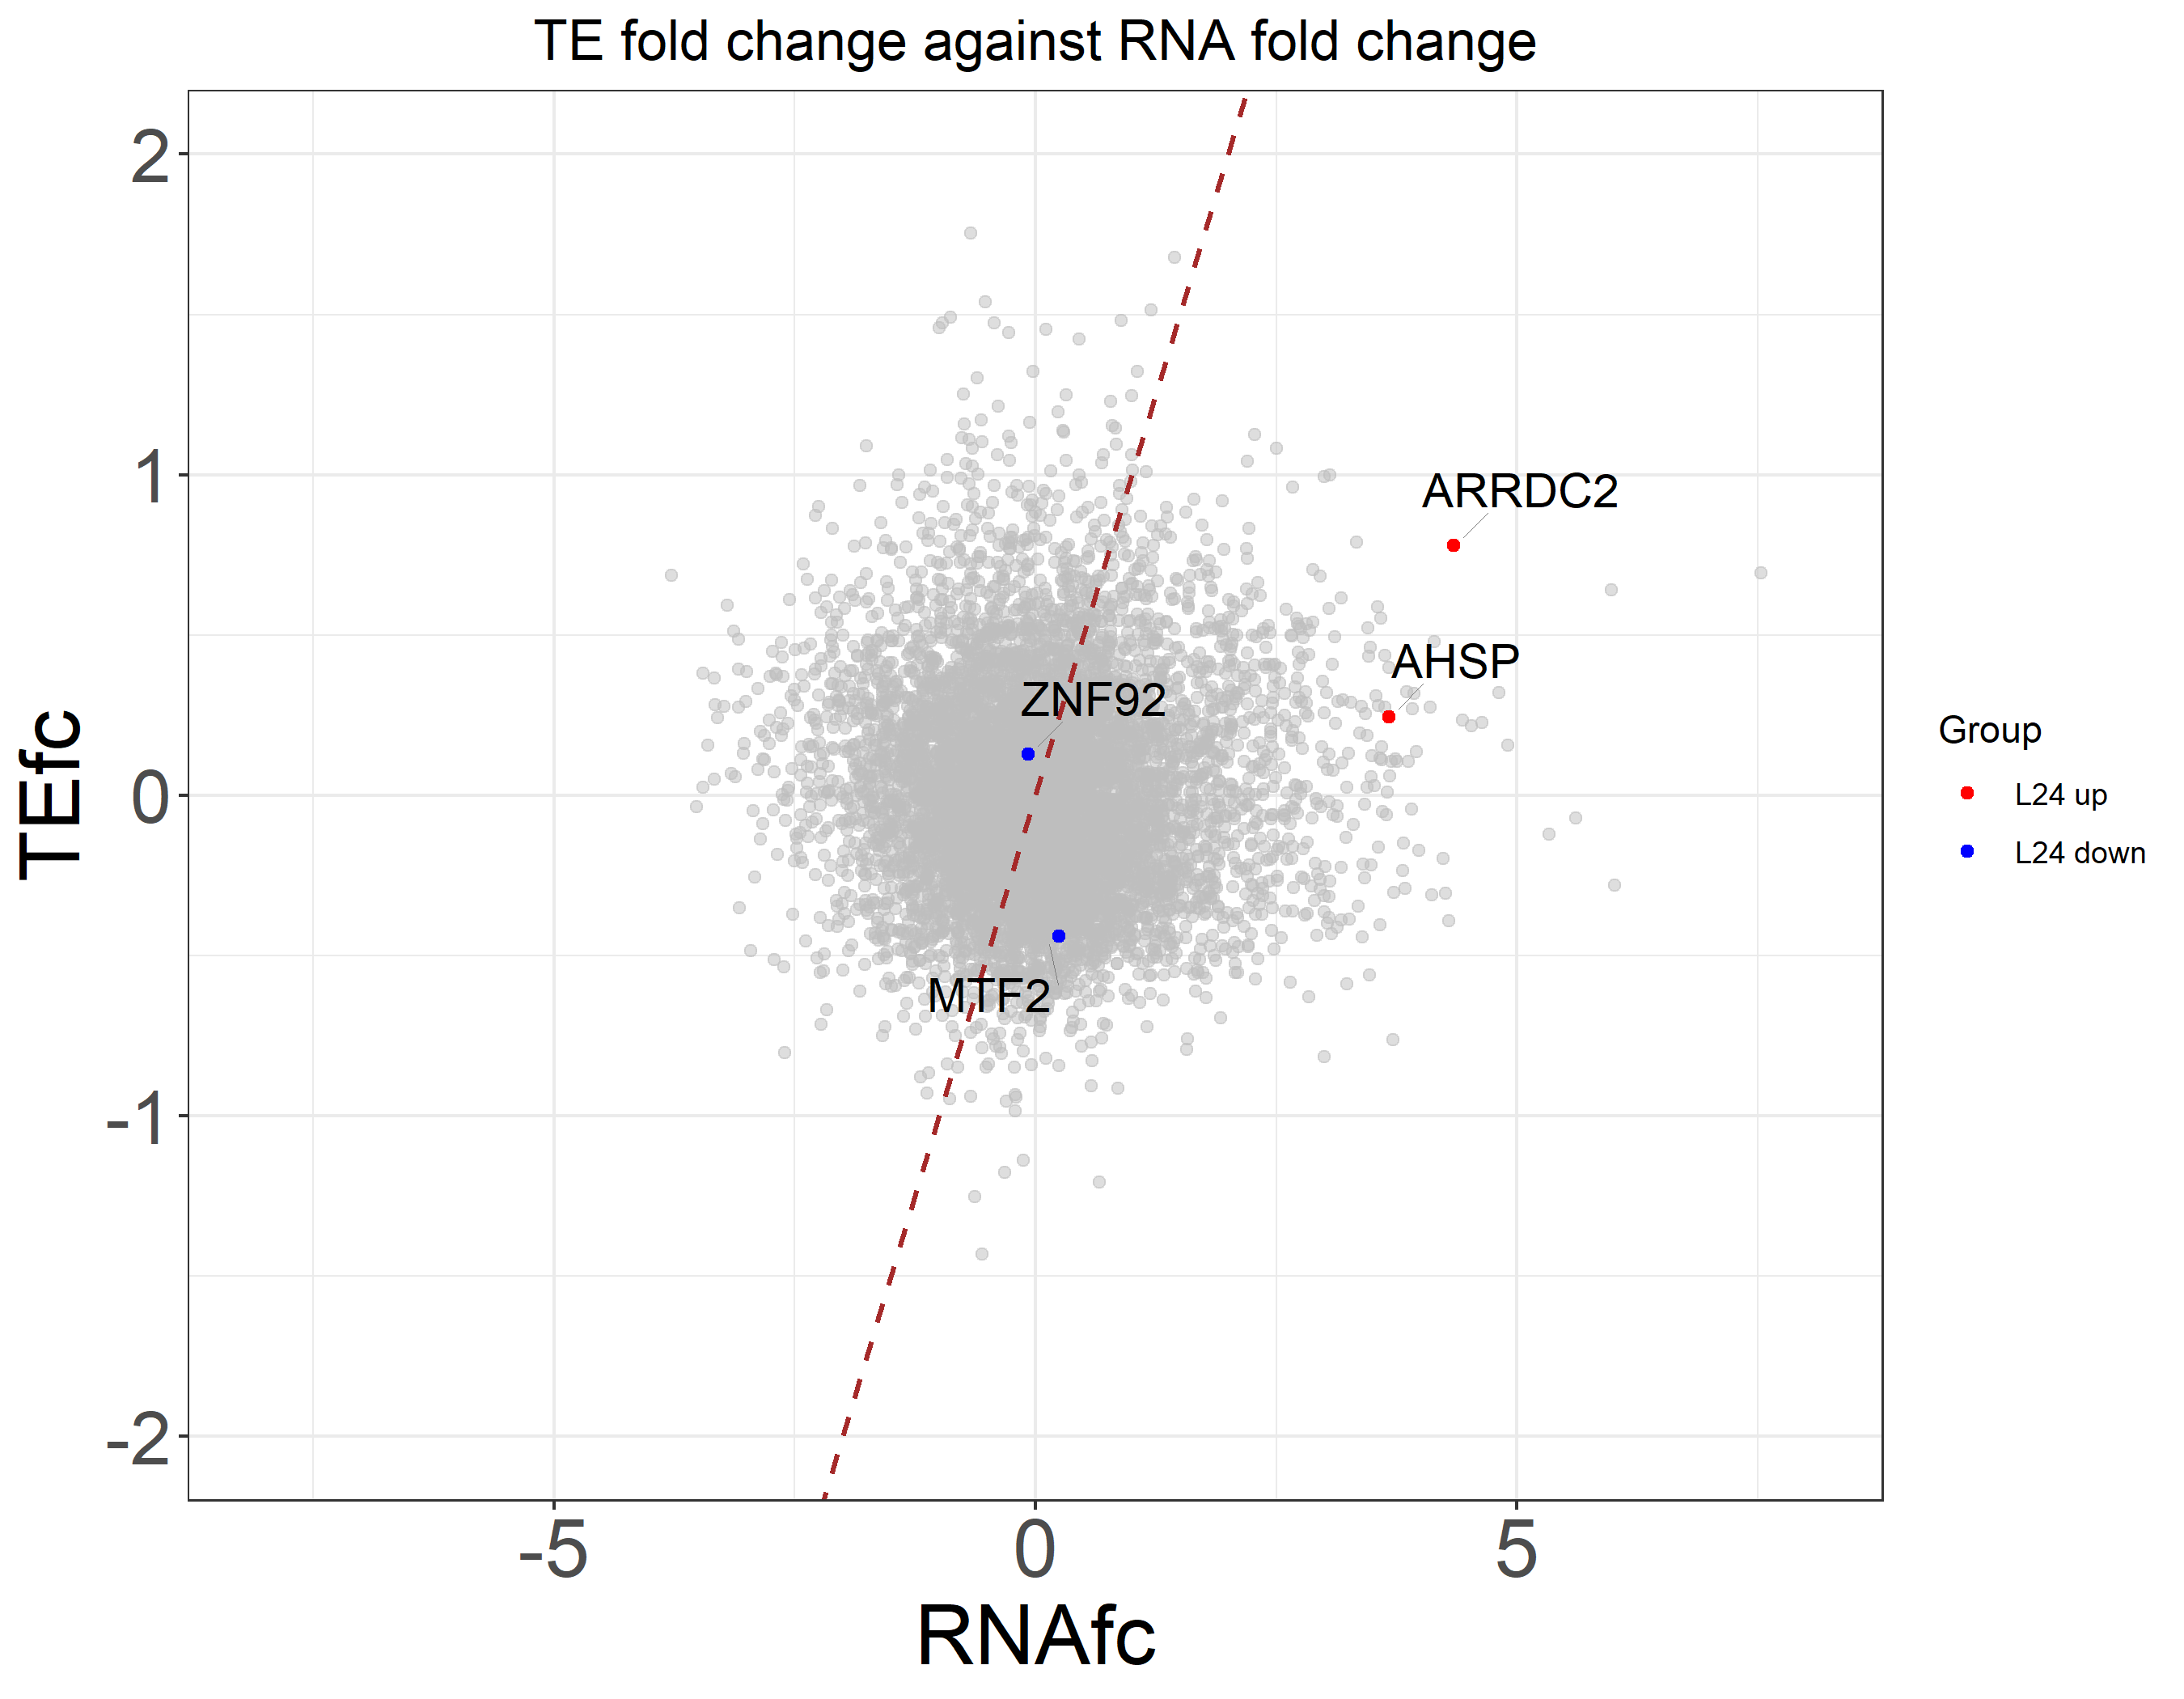 TE fold change against RNA fold change
TEfc
2
1
0
-1
-2
ARRDC2
AHSP
ZNF92
MTF2
-5
0
5
RNAfc
Group
L24 up
L24 down